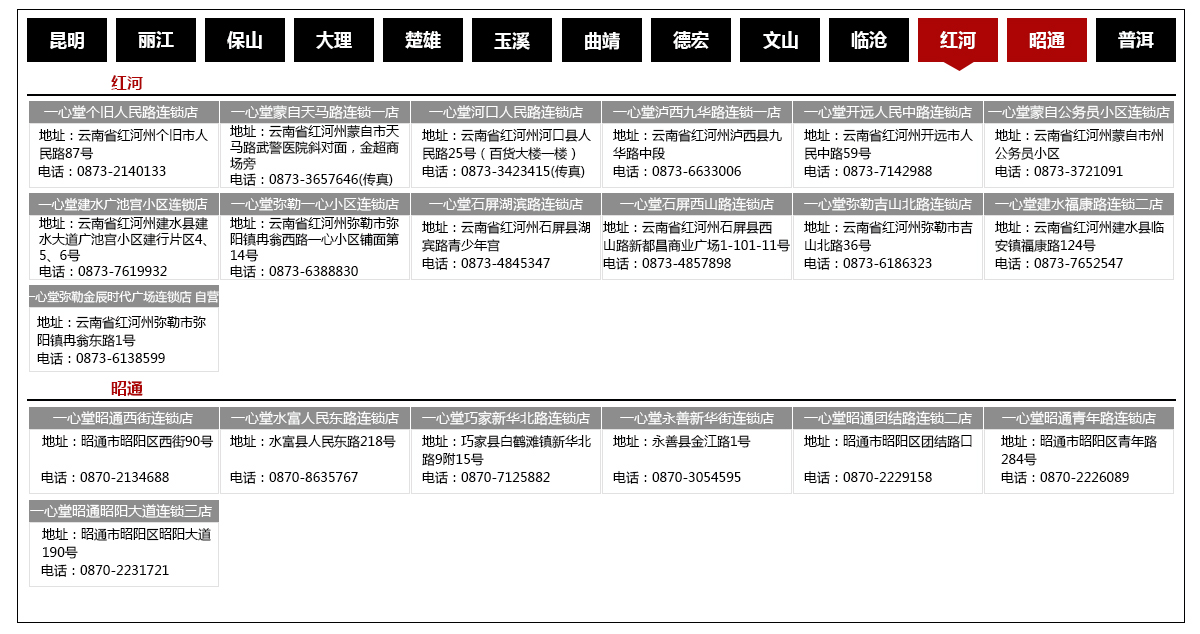 昆明 丽江 保山 大理 楚雄 玉溪 曲靖 德宏 文山 临沧 红河 昭通 普洱
红河
一心堂个旧人民路连锁店
地址：云南省红河州个旧市人
民路87号
电话：0873-2140133
一心堂蒙自天马路连锁一店
地址：云南省红河州蒙自市天
马路武警医院斜对面，金超商
场旁
电话：0873-3657646(传真)
一心堂河口人民路连锁店
地址：云南省红河州河口县人
民路25号（百货大楼一楼）
电话：0873-3423415(传真)
一心堂泸西九华路连锁一店
地址：云南省红河州泸西县九
华路中段
电话：0873-6633006
一心堂开远人民中路连锁店
地址：云南省红河州开远市人
民中路59号
电话：0873-7142988
一心堂蒙自公务员小区连锁店
地址：云南省红河州蒙自市州
公务员小区
电话：0873-3721091
一心堂建水广池宫小区连锁店
地址：云南省红河州建水县建
水大道广池宫小区建行片区4、
5、6号
电话：0873-7619932
一心堂弥勒一心小区连锁店
地址：云南省红河州弥勒市弥
阳镇冉翁西路一心小区铺面第
14号
电话：0873-6388830
一心堂石屏湖滨路连锁店
地址：云南省红河州石屏县湖
宾路青少年宫
电话：0873-4845347
一心堂石屏西山路连锁店
地址：云南省红河州石屏县西
山路新都昌商业广场1-101-11号
电话：0873-4857898
一心堂弥勒吉山北路连锁店
地址：云南省红河州弥勒市吉
山北路36号
电话：0873-6186323
一心堂建水福康路连锁二店
地址：云南省红河州建水县临
安镇福康路124号
电话：0873-7652547
一心堂弥勒金辰时代广场连锁店 自营
地址：云南省红河州弥勒市弥
阳镇冉翁东路1号
电话：0873-6138599
昭通
一心堂昭通西街连锁店
地址：昭通市昭阳区西街90号
电话：0870-2134688
一心堂水富人民东路连锁店
地址：水富县人民东路218号
电话：0870-8635767
一心堂巧家新华北路连锁店
地址：巧家县白鹤滩镇新华北
路9附15号
电话：0870-7125882
一心堂永善新华街连锁店
地址：永善县金江路1号
电话：0870-3054595
一心堂昭通团结路连锁二店
地址：昭通市昭阳区团结路口
电话：0870-2229158
一心堂昭通青年路连锁店
地址：昭通市昭阳区青年路
284号
电话：0870-2226089
一心堂昭通昭阳大道连锁三店
地址：昭通市昭阳区昭阳大道
190号
电话：0870-2231721